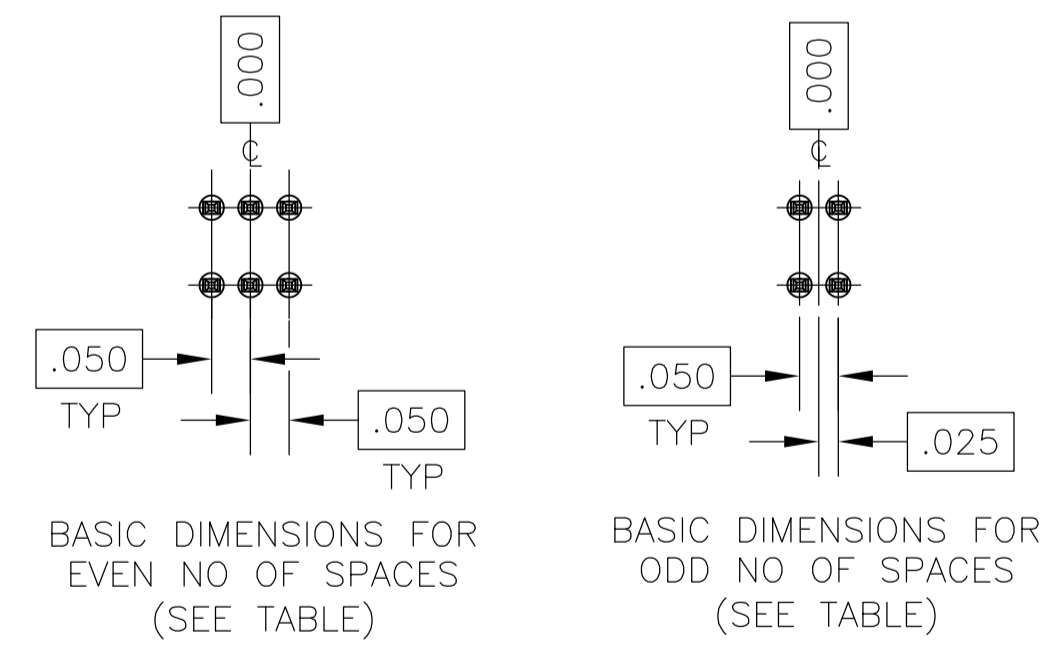 .000
℄
.050
TYP
.050
TYP
BASIC DIMENSIONS FOR
EVEN NO OF SPACES
(SEE TABLE)
.000
℄
.050
TYP
.025
BASIC DIMENSIONS FOR
ODD NO OF SPACES
(SEE TABLE)